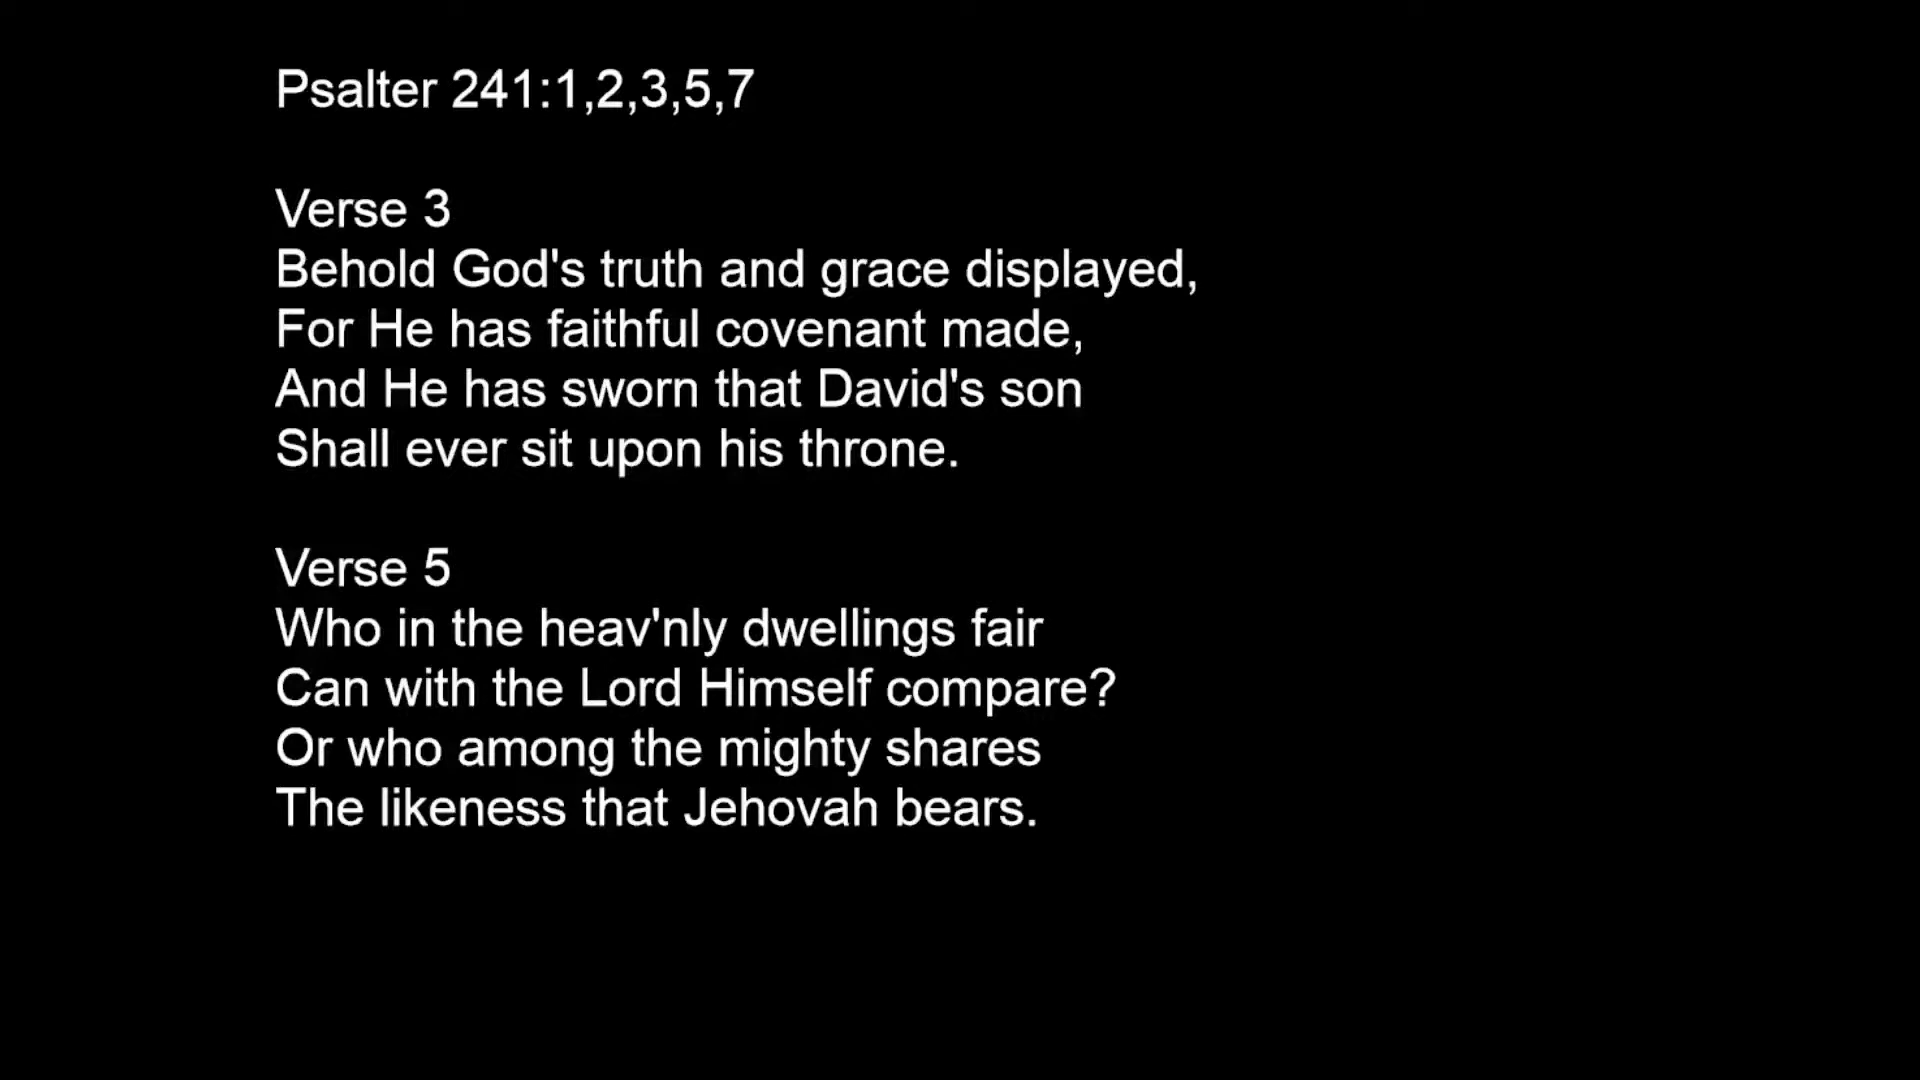 Psalter 241:1,2,3,5,7
Verse 3
Behold God's truth and grace displayed,
For He has faithful covenant made,
And He has sworn that David's son
Shall ever sit upon his throne.
Verse 5
Who in the heav'nly dwellings fair
Can with the Lord Himself compare?
Or who among the mighty shares
The likeness that Jehovah bears.